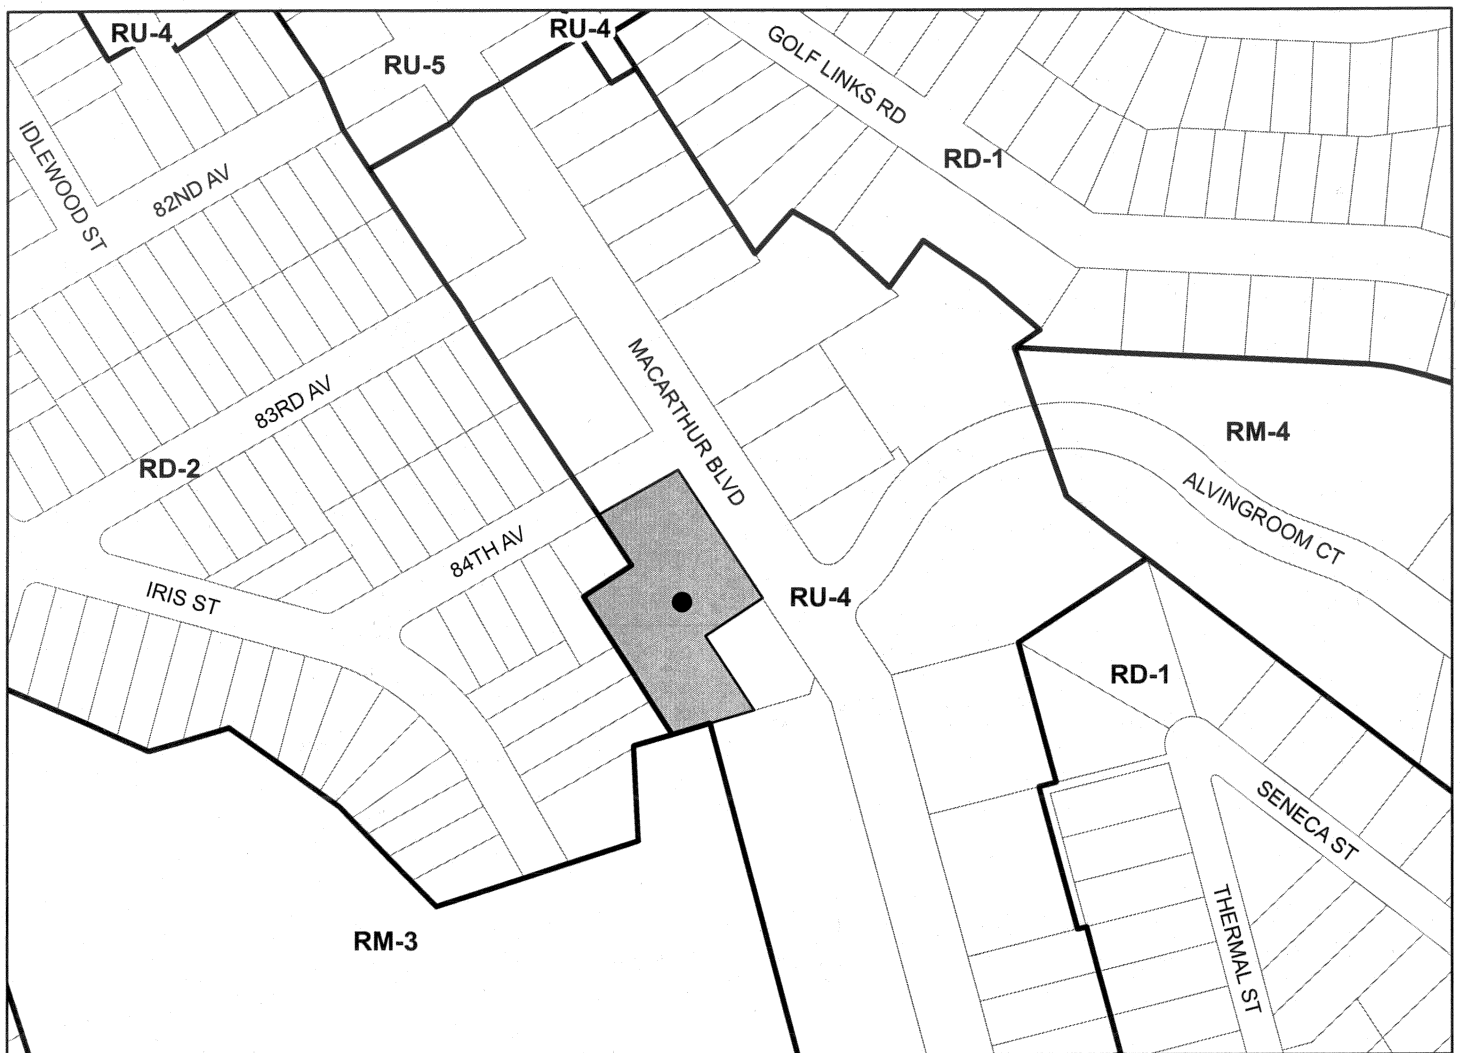 RU-4
RU-4
GOLF LINKS RD
RU-5
IDLEWOOD ST
RD-1
82ND AV
MACARTHUR BLVD
83RD AV
RM-4
RD-2
ALVINGROOM CT
84TH AV
IRIS ST
RU-4
RD-1
SENECA ST
THERMAL ST
RM-3